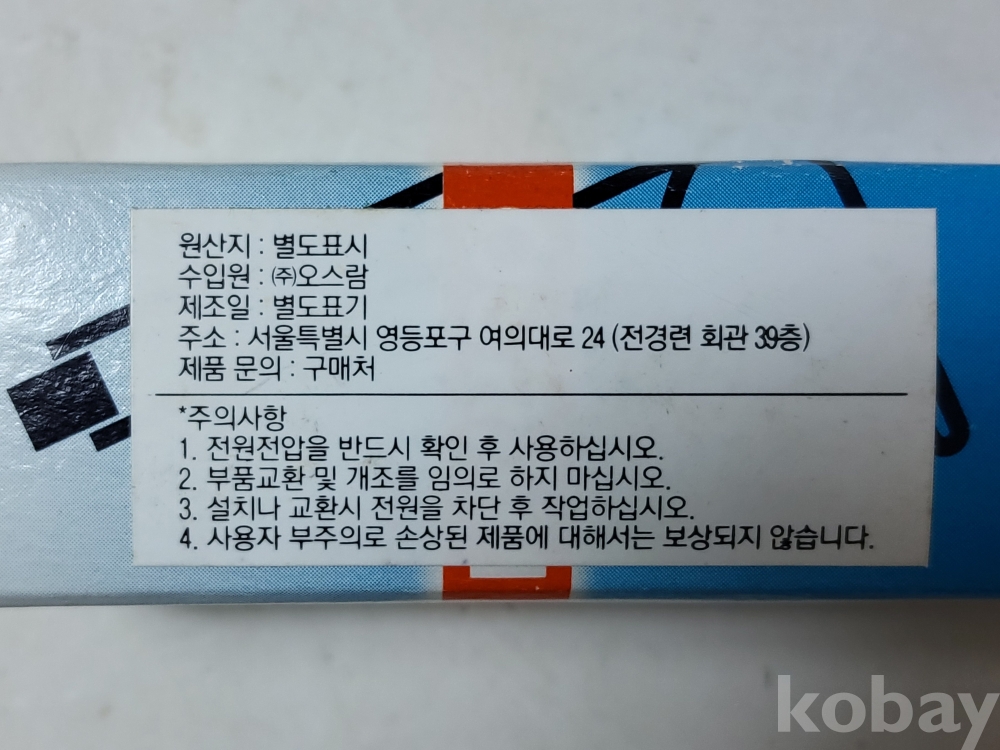 원산지 : 별도표시
수입원 : ㈜오스람
제조일 : 별도표기
주소 : 서울특별시 영등포구 여의대로 24 (전경련 회관 39층)
제품 문의 : 구매처
*주의사항
1. 전원전압을 반드시 확인 후 사용하십시오.
2. 부품교환 및 개조를 임의로 하지 마십시오.
3. 설치나 교환시 전원을 차단 후 작업하십시오.
4. 사용자 부주의로 손상된 제품에 대해서는 보상되지 않습니다.
kobay